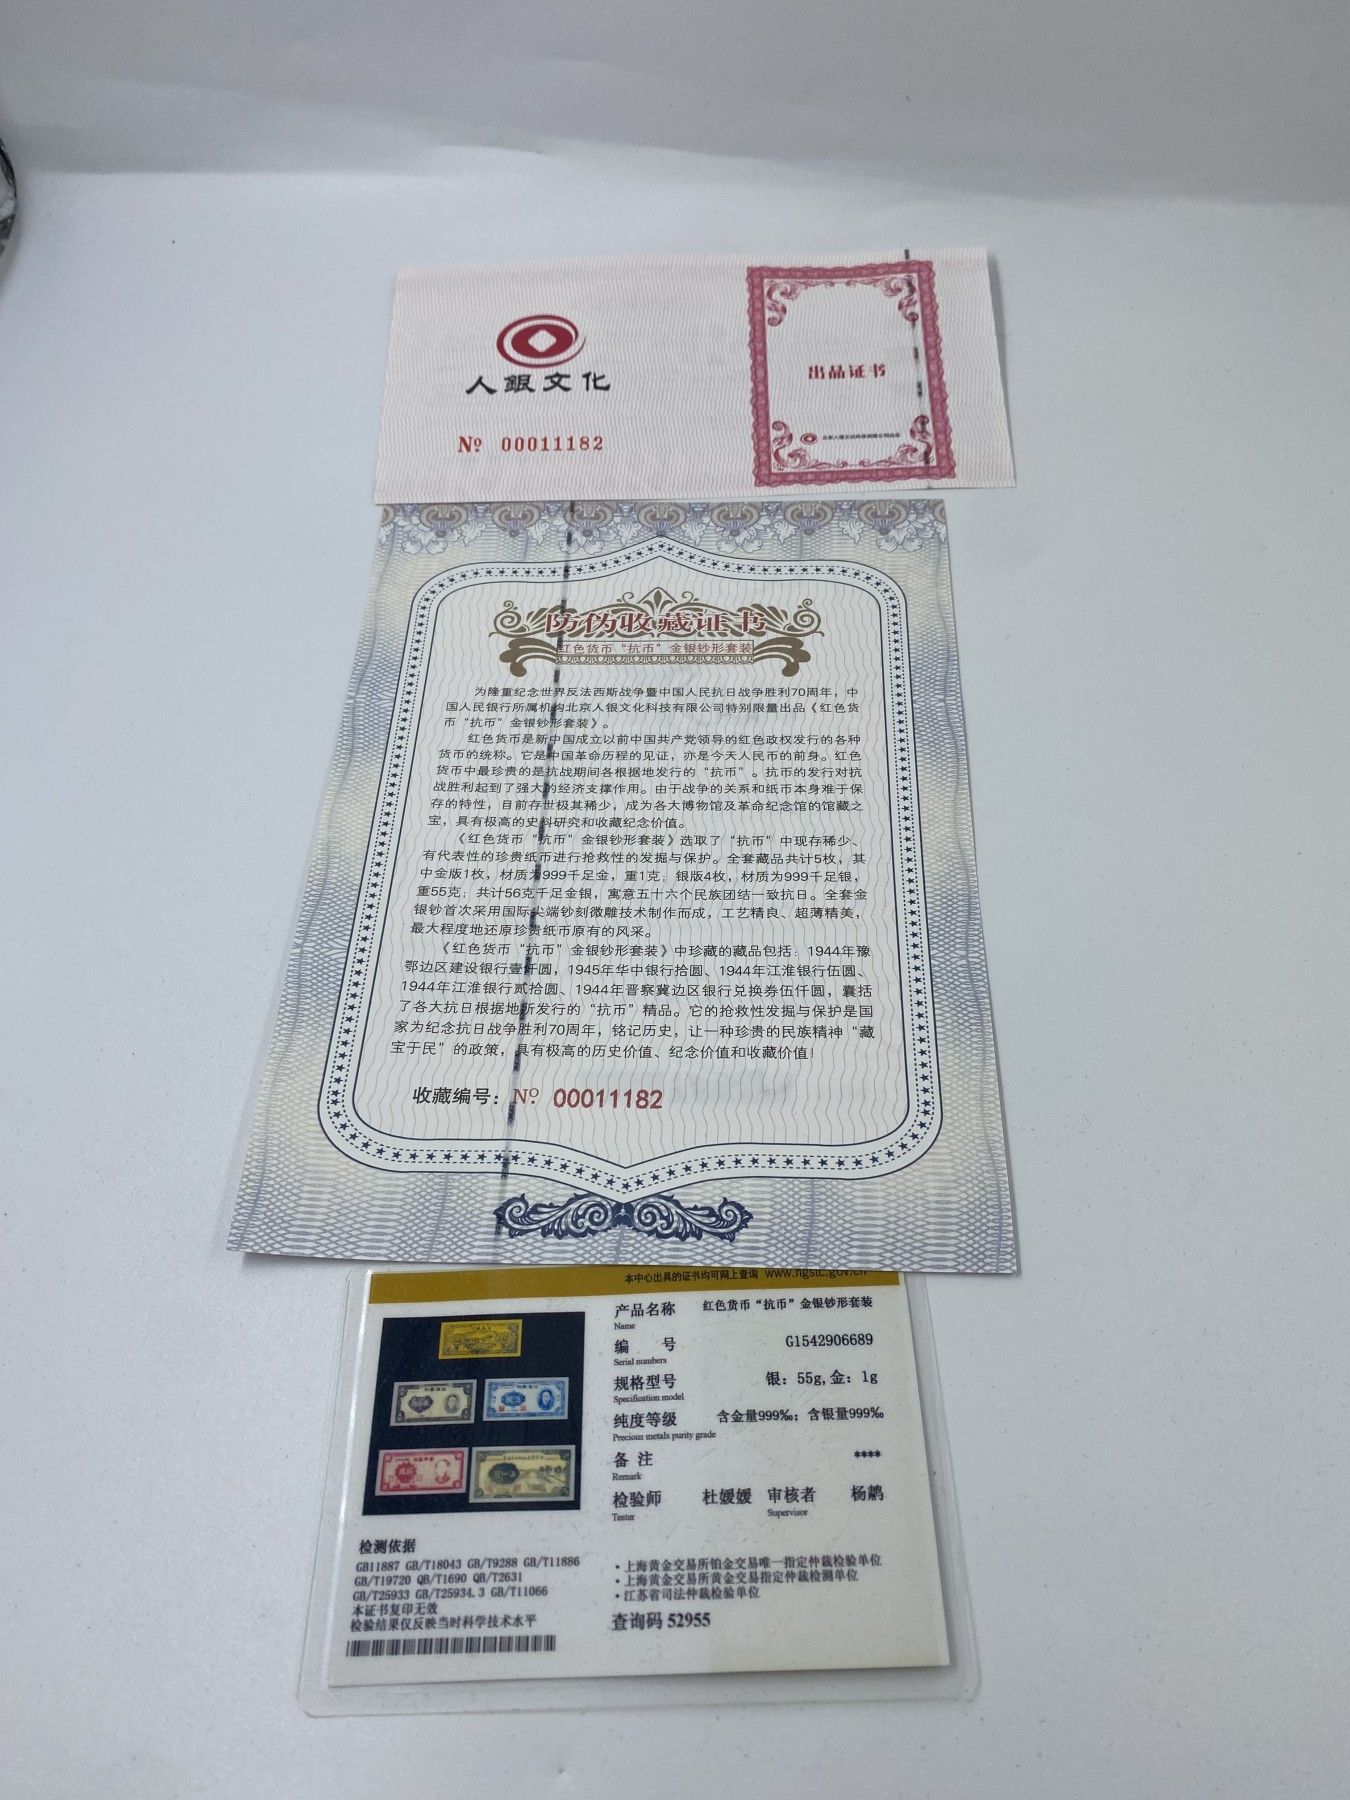 人銀文化
№ 00011182
出品证书
北京人银文化科技有限公司出品
防伪收藏证书
红色货币“抗币”金银钞形套装
为隆重纪念世界反法西斯战争暨中国人民抗日战争胜利70周年，中
国人民银行所属机构北京人银文化科技有限公司特别限量出品《红色货
币“抗币”金银钞形套装》。
红色货币是新中国成立以前中国共产党领导的红色政权发行的各种
货币的统称。它是中国革命历程的见证，亦是今天人民币的前身。红色
货币中最珍贵的是抗战期间各根据地发行的“抗币”。抗币的发行对抗
战胜利起到了强大的经济支撑作用。由于战争的关系和纸币本身难于保
存的特性，目前存世极其稀少，成为各大博物馆及革命纪念馆的馆藏之
宝，具有极高的史料研究和收藏纪念价值。
《红色货币“抗币”金银钞形套装》选取了“抗币”中现存稀少、
有代表性的珍贵纸币进行抢救性的发掘与保护。全套藏品共计5枚，其
中金版1枚，材质为999千足金，重1克；银版4枚，材质为999千足银，
重55克；共计56克千足金银，寓意五十六个民族团结一致抗日。全套金
银钞首次采用国际尖端钞刻微雕技术制作而成，工艺精良、超薄精美，
最大程度地还原珍贵纸币原有的风采。
《红色货币“抗币”金银钞形套装》中珍藏的藏品包括：1944年豫
鄂边区建设银行壹仟圆，1945年华中银行拾圆、1944年江淮银行伍圆、
1944年江淮银行贰拾圆、1944年晋察冀边区银行兑换券伍仟圆，囊括
了各大抗日根据地所发行的“抗币”精品。它的抢救性发掘与保护是国
家为纪念抗日战争胜利70周年，铭记历史，让一种珍贵的民族精神“藏
宝于民”的政策，具有极高的历史价值、纪念价值和收藏价值！
收藏编号：№ 00011182
本中心出具的证书均可网上查询 www.ngstc.gov.cn
产品名称 红色货币“抗币”金银钞形套装
Name
编 号 G1542906689
Serial numbers
规格型号 银：55g,金：1g
Specification model
纯度等级 含金量999‰；含银量999‰
Precious metals purity grade
备 注 ****
Remark
检验师 杜媛媛 审核者 杨鹔
Tester Supervisor
检测依据
GB11887 GB/T18043 GB/T9288 GB/T11886
GB/T19720 QB/T1690 QB/T2631
GB/T25933 GB/T25934.3 GB/T11066
本证书复印无效
检验结果仅反映当时科学技术水平
·上海黄金交易所铂金交易唯一指定仲裁检验单位
·上海黄金交易所黄金交易指定仲裁检测单位
·江苏省司法仲裁检验单位
查询码 52955